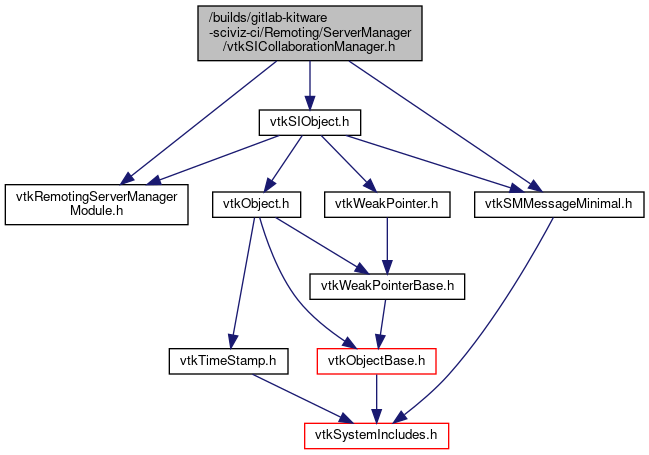 /builds/gitlab-kitware
-sciviz-ci/Remoting/ServerManager
/vtkSICollaborationManager.h
vtkSIObject.h
vtkRemotingServerManager
Module.h
vtkObject.h
vtkWeakPointer.h
vtkSMMessageMinimal.h
vtkWeakPointerBase.h
vtkTimeStamp.h
vtkObjectBase.h
vtkSystemIncludes.h